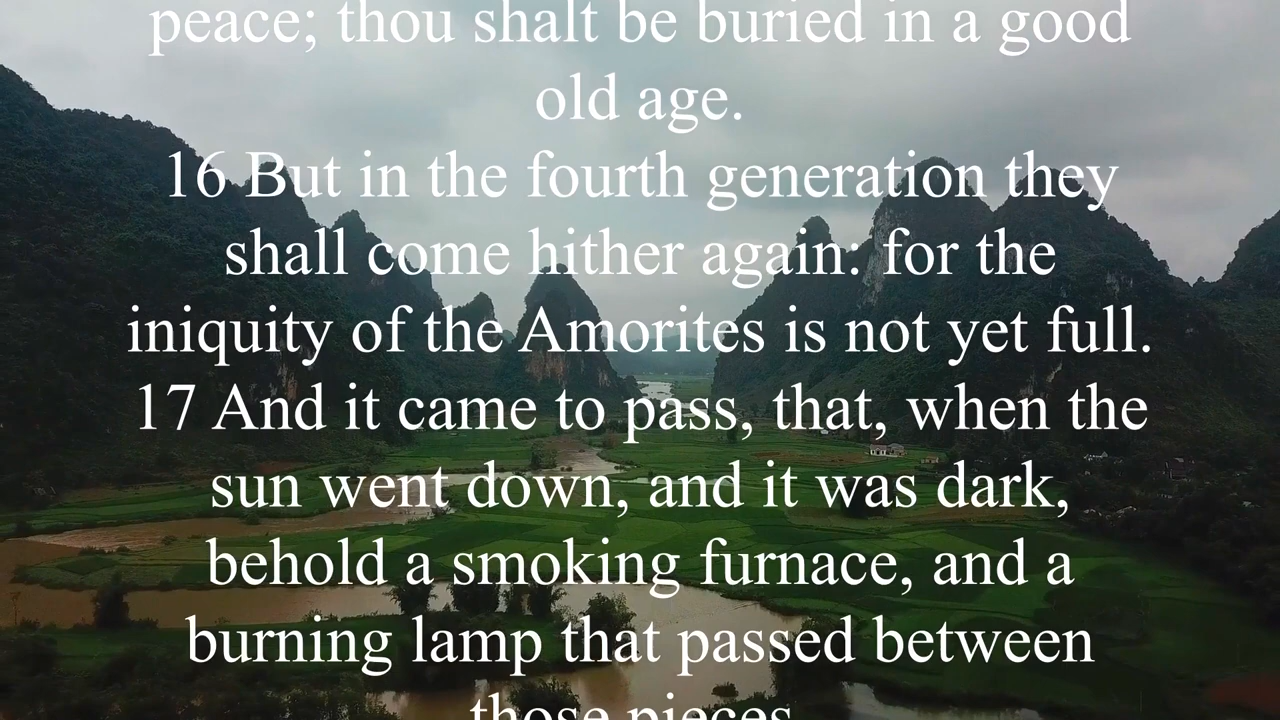 peace; thou shalt be buried in a good
old age.
16 But in the fourth generation they
shall come hither again: for the
iniquity of the Amorites is not yet full.
17 And it came to pass, that, when the
sun went down, and it was dark,
behold a smoking furnace, and a
burning lamp that passed between
those pieces.